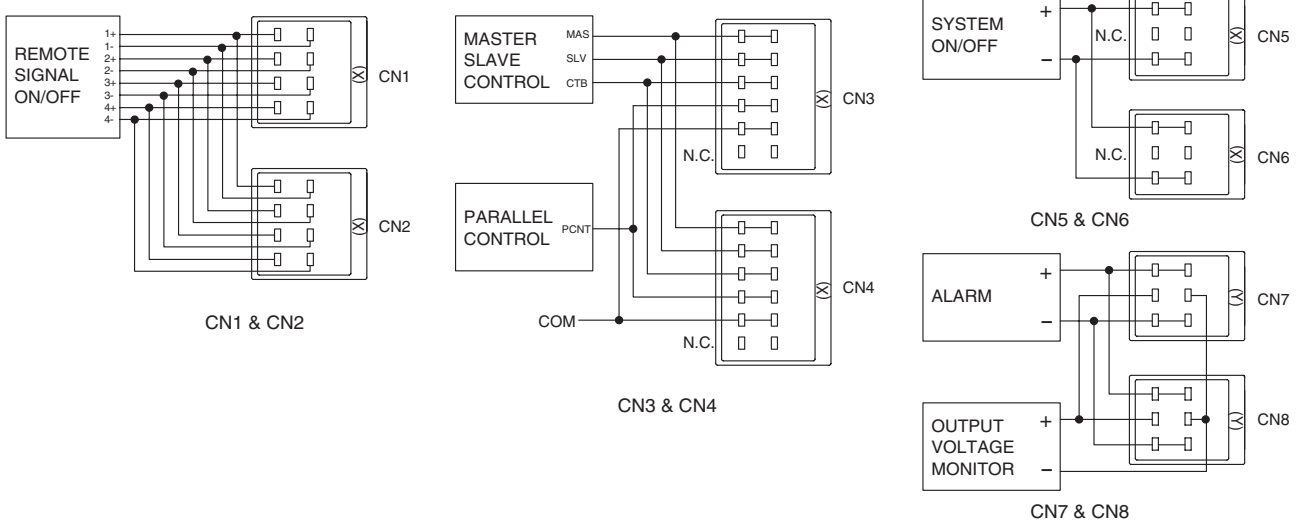 REMOTE
SIGNAL
ON/OFF
1+
1-
2+
2-
3+
3-
4+
4-
(X)
CN1
(X)
CN2
CN1 & CN2
MASTER
SLAVE
CONTROL
MAS
SLV
CTB
(X)
CN3
N.C.
PARALLEL
CONTROL
PCNT
(X)
CN4
COM
N.C.
CN3 & CN4
SYSTEM
ON/OFF
+
−
N.C.
(X)
CN5
N.C.
(X)
CN6
CN5 & CN6
ALARM
+
−
(Y)
CN7
OUTPUT
VOLTAGE
MONITOR
+
−
(Y)
CN8
CN7 & CN8